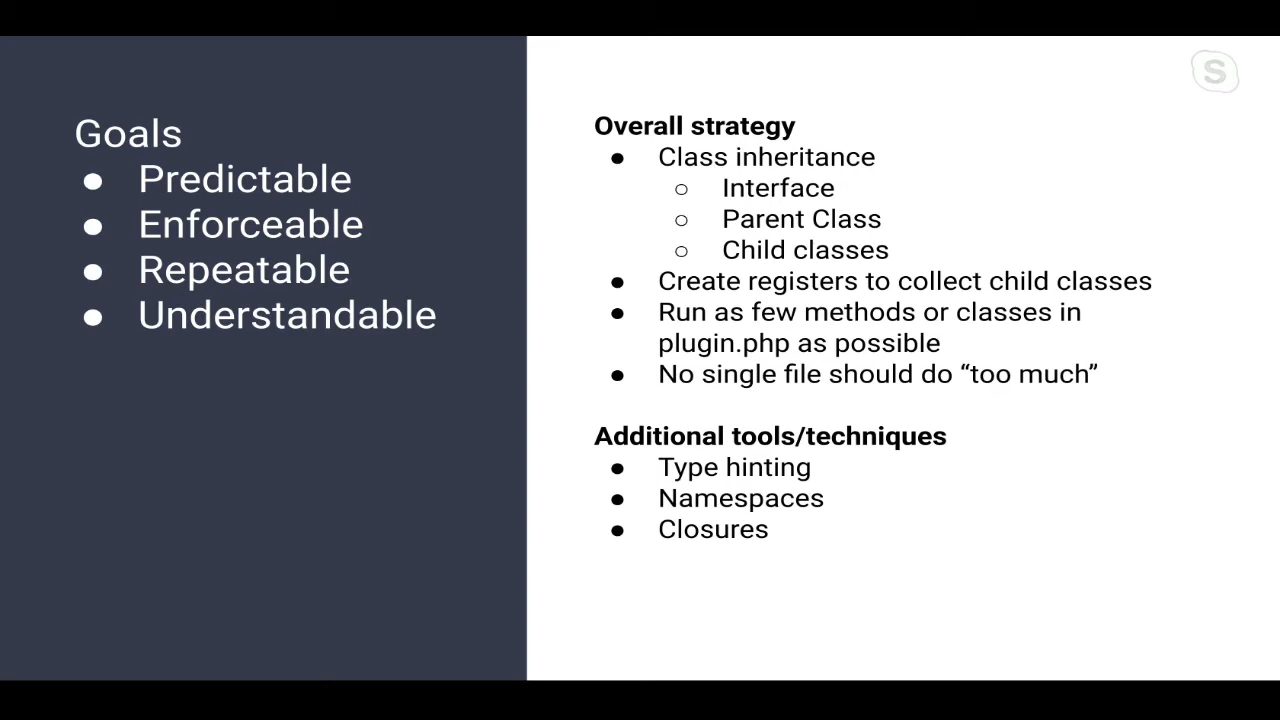 Goals
● Predictable
● Enforceable
● Repeatable
● Understandable
S
Overall strategy
● Class inheritance
○ Interface
○ Parent Class
○ Child classes
● Create registers to collect child classes
● Run as few methods or classes in
plugin.php as possible
● No single file should do “too much”
Additional tools/techniques
● Type hinting
● Namespaces
● Closures